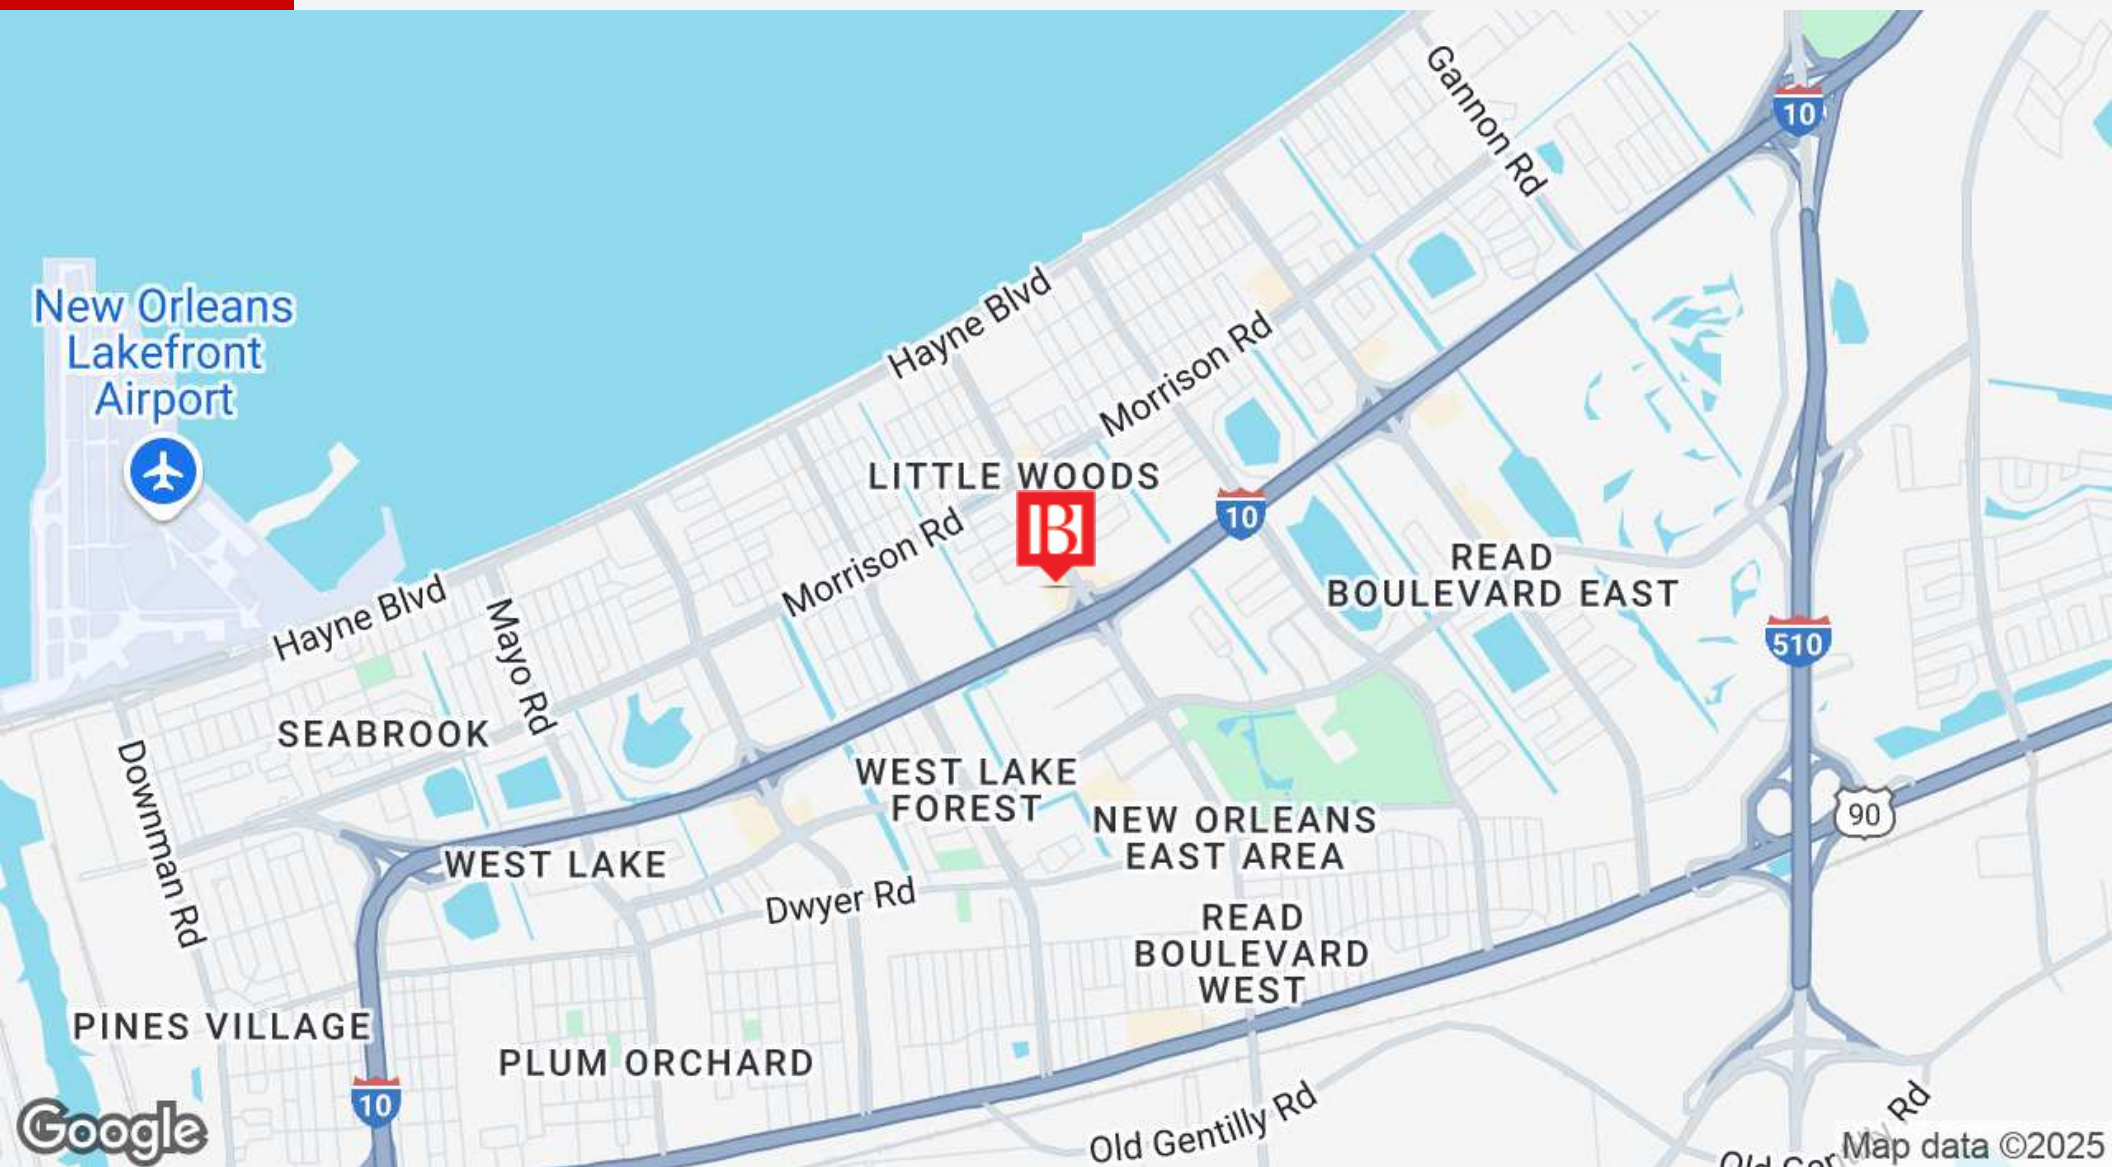 Gannon Rd
10
New Orleans
Lakefront
Airport
Hayne Blvd
Morrison Rd
LITTLE WOODS
B
10
Morrison Rd
READ
BOULEVARD EAST
Hayne Blvd
Mayo Rd
510
SEABROOK
Downman Rd
WEST LAKE
FOREST
NEW ORLEANS
EAST AREA
90
WEST LAKE
Dwyer Rd
READ
BOULEVARD
WEST
PINES VILLAGE
PLUM ORCHARD
10
Old Gentilly Rd
Google
Rd
Map data ©2025